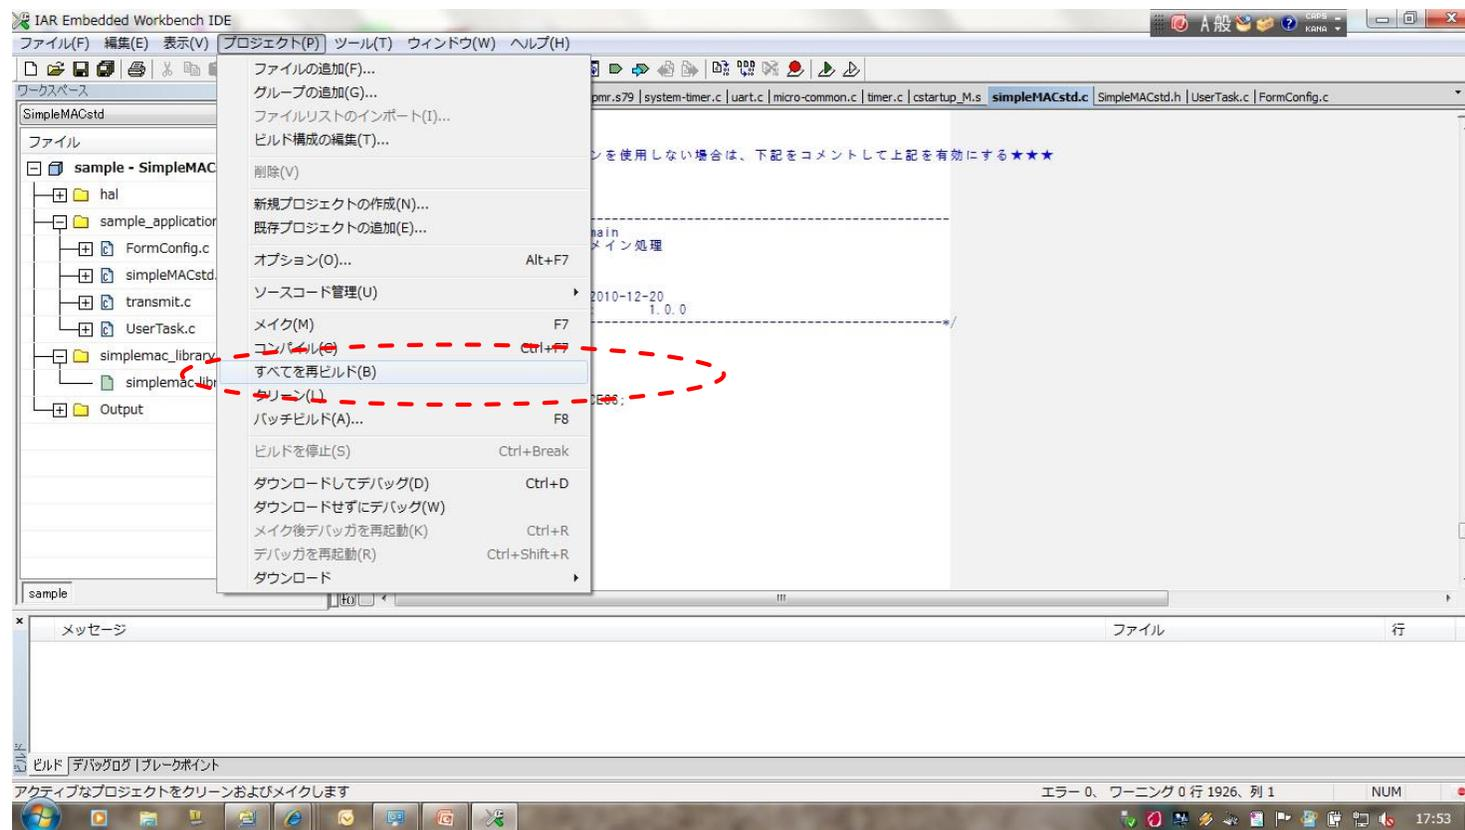 IAR Embedded Workbench IDE
A 般 CAPS KANA
ファイル(F) 編集(E) 表示(V) プロジェクト(P) ツール(T) ウィンドウ(W) ヘルプ(H)
ワークスペース
SimpleMACstd
ファイル
sample - SimpleMAC
hal
sample_application
FormConfig.c
simpleMACstd.
transmit.c
UserTask.c
simplemac_library
simplemac-libr
Output
sample
ファイルの追加(F)...
グループの追加(G)...
ファイルリストのインポート(I)...
ビルド構成の編集(T)...
削除(V)
新規プロジェクトの作成(N)...
既存プロジェクトの追加(E)...
オプション(O)... Alt+F7
ソースコード管理(U)
メイク(M) F7
コンパイル(C) Ctrl+F7
すべてを再ビルド(B)
クリーン(L)
バッチビルド(A)... F8
ビルドを停止(S) Ctrl+Break
ダウンロードしてデバッグ(D) Ctrl+D
ダウンロードせずにデバッグ(W)
メイク後デバッガを再起動(K) Ctrl+R
デバッガを再起動(R) Ctrl+Shift+R
ダウンロード
pmr.s79 | system-timer.c | uart.c | micro-common.c | timer.c | cstartup_M.s simpleMACstd.c SimpleMACstd.h | UserTask.c | FormConfig.c
ンを使用しない場合は、下記をコメントして上記を有効にする★★★
main
メイン処理
2010-12-20
1.0.0
--*/
f()
メッセージ ファイル 行
ビルド デバッグログ | ブレークポイント
アクティブなプロジェクトをクリーンおよびメイクします エラー 0、 ワーニング 0 行 1926、列 1 NUM
17:53